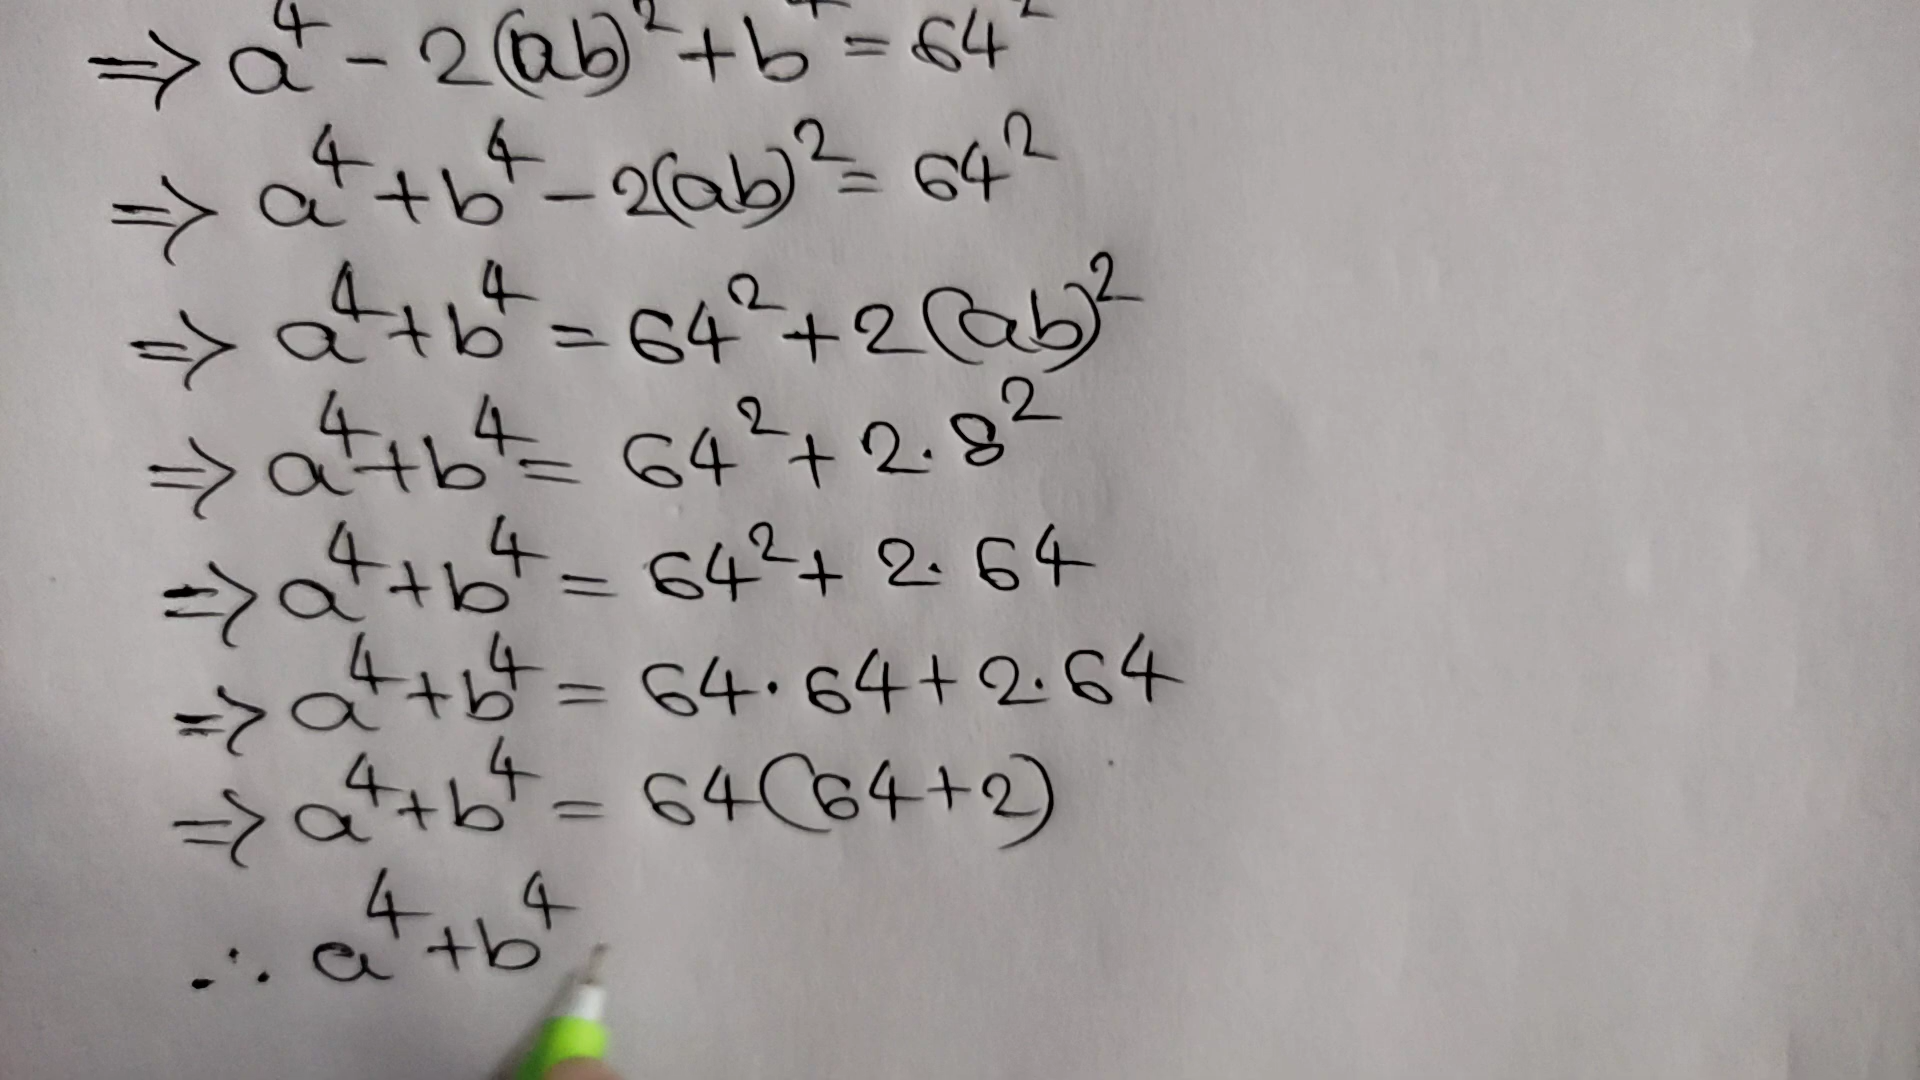 ⇒ a⁴ - 2(ab)² + b⁴ = 64²
⇒ a⁴ + b⁴ - 2(ab)² = 64²
⇒ a⁴ + b⁴ = 64² + 2(ab)²
⇒ a⁴ + b⁴ = 64² + 2·8²
⇒ a⁴ + b⁴ = 64² + 2·64
⇒ a⁴ + b⁴ = 64·64 + 2·64
⇒ a⁴ + b⁴ = 64(64+2)
∴ a⁴ + b⁴